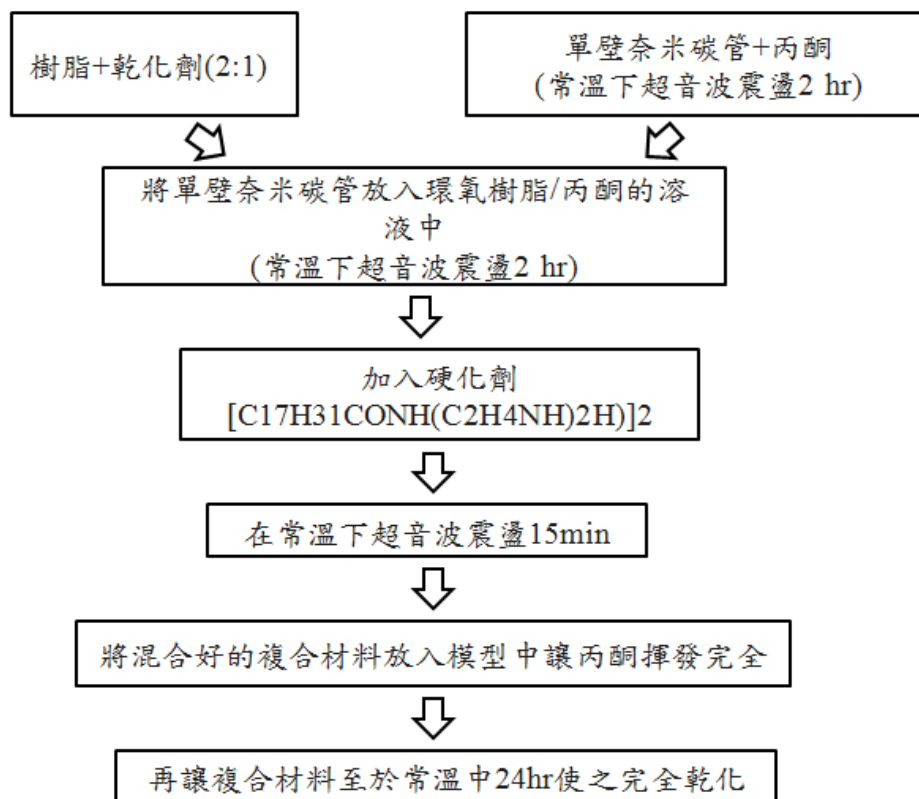 樹脂+乾化劑(2:1)
單壁奈米碳管+丙酮
(常溫下超音波震盪2 hr)
將單壁奈米碳管放入環氧樹脂/丙酮的溶
液中
(常溫下超音波震盪2 hr)
加入硬化劑
[C17H31CONH(C2H4NH)2H)]2
在常溫下超音波震盪15min
將混合好的複合材料放入模型中讓丙酮揮發完全
再讓複合材料至於常溫中24hr使之完全乾化